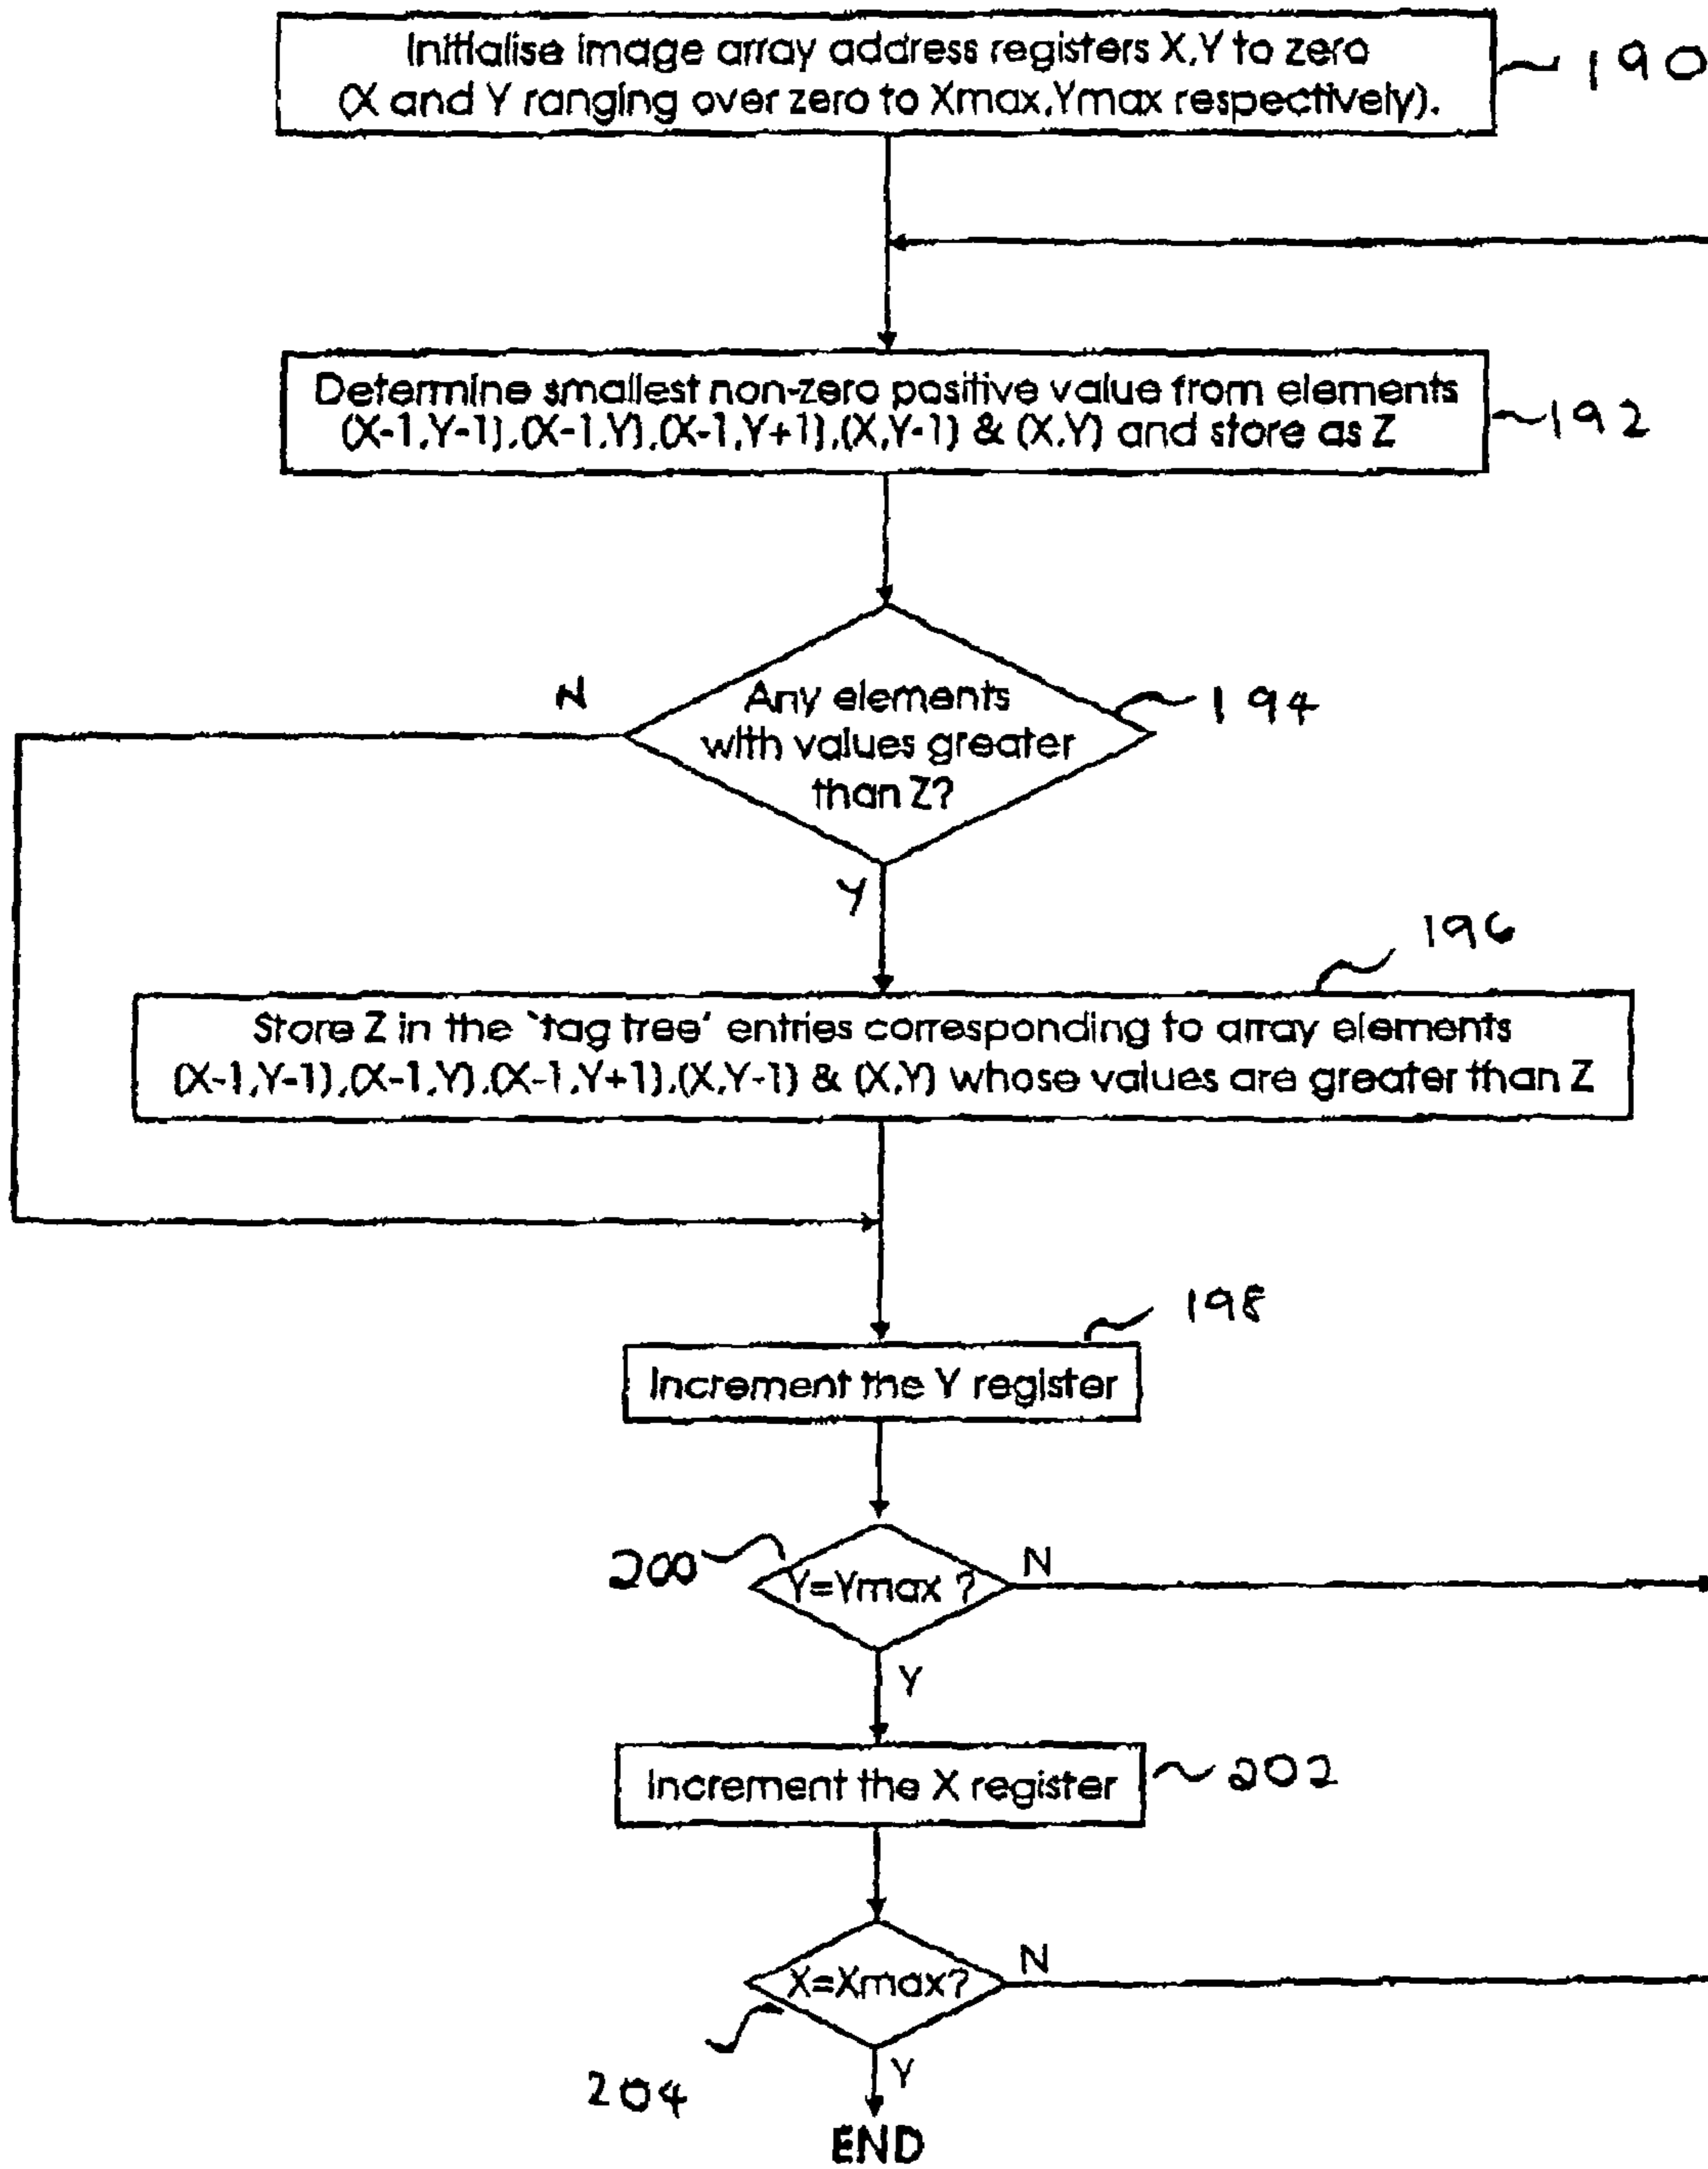 Initialise image array address registers X,Y to zero
(X and Y ranging over zero to Xmax,Ymax respectively).
190
Determine smallest non-zero positive value from elements
(X-1,Y-1),(X-1,Y),(X-1,Y+1),(X,Y-1) & (X,Y) and store as Z
192
N
Any elements
with values greater
than Z?
194
Y
196
Store Z in the `tag tree' entries corresponding to array elements
(X-1,Y-1),(X-1,Y),(X-1,Y+1),(X,Y-1) & (X,Y) whose values are greater than Z
198
Increment the Y register
200
Y=Ymax ?
N
Y
Increment the X register
202
X=Xmax?
N
204
Y
END